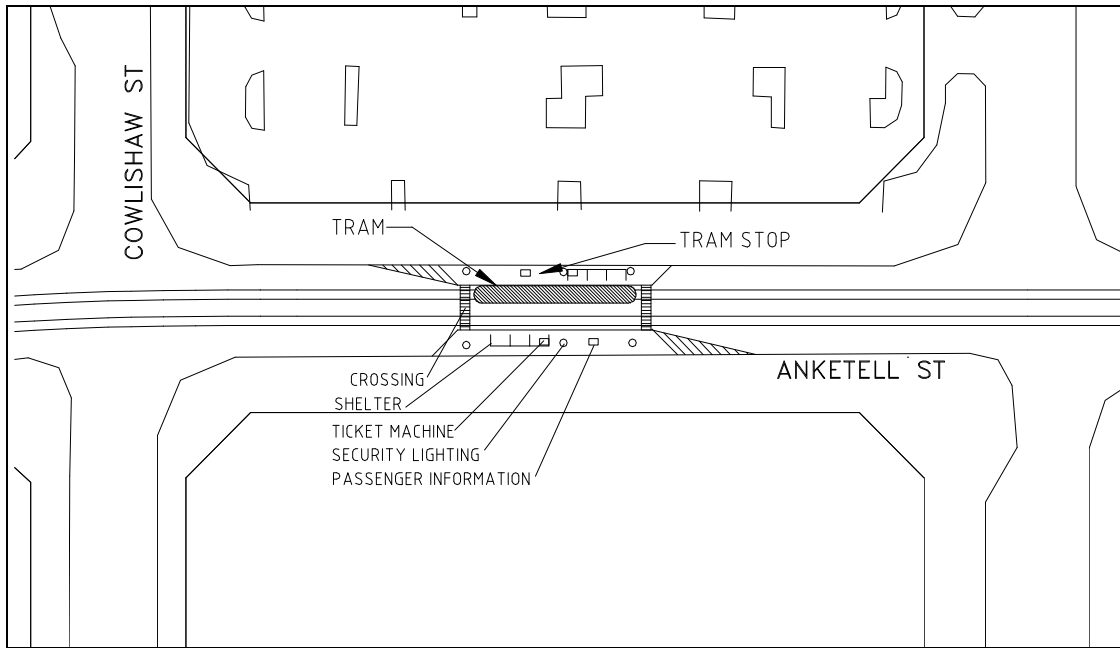 COWLISHAW ST
TRAM
TRAM STOP
ANKETELL ST
CROSSING
SHELTER
TICKET MACHINE
SECURITY LIGHTING
PASSENGER INFORMATION